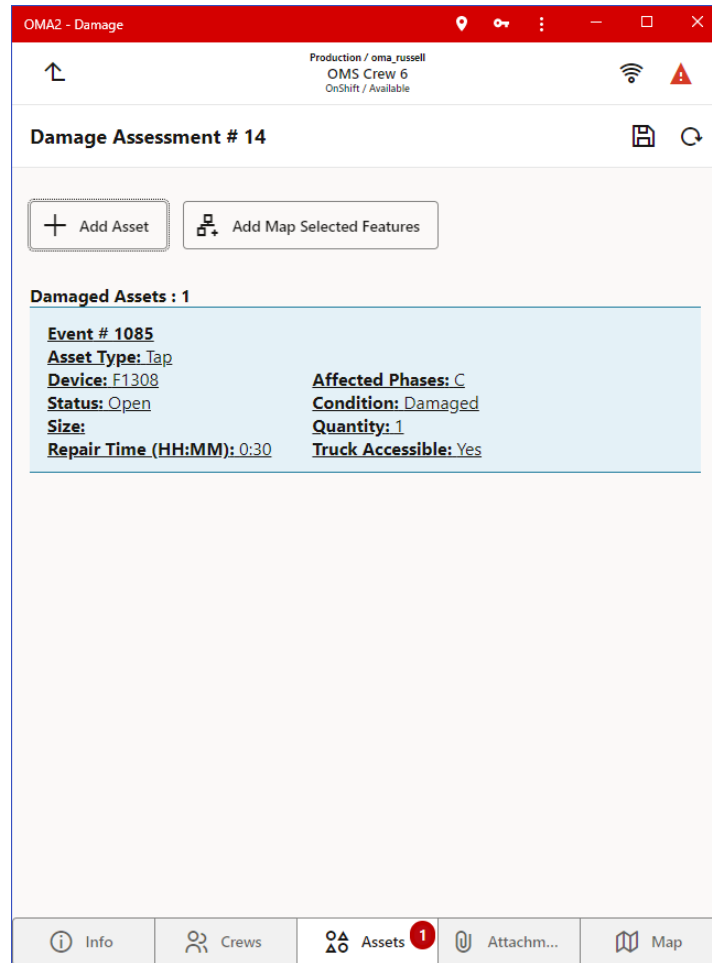 OMA2 - Damage
Production / oma_russell
OMS Crew 6
OnShift / Available
Damage Assessment # 14
Add Asset
Add Map Selected Features
Damaged Assets : 1
Event # 1085
Asset Type: Tap
Device: F1308 Affected Phases: C
Status: Open Condition: Damaged
Size: Quantity: 1
Repair Time (HH:MM): 0:30 Truck Accessible: Yes
Info Crews Assets 1 Attachm... Map